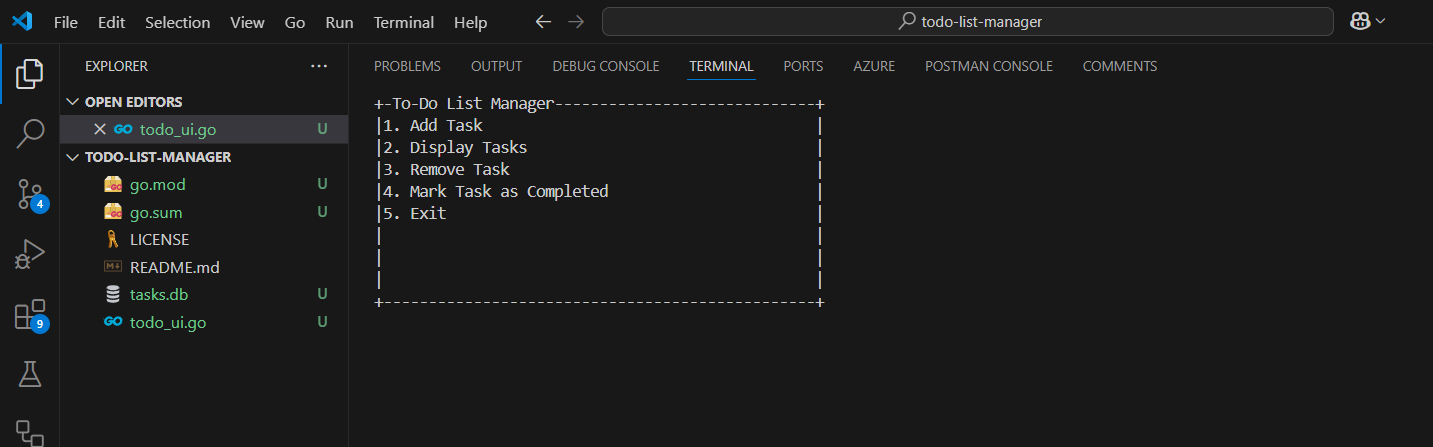 File Edit Selection View Go Run Terminal Help
todo-list-manager
EXPLORER
OPEN EDITORS
GO todo_ui.go U
TODO-LIST-MANAGER
GO go.mod U
GO go.sum U
LICENSE
README.md
tasks.db U
GO todo_ui.go U
4
9
PROBLEMS OUTPUT DEBUG CONSOLE TERMINAL PORTS AZURE POSTMAN CONSOLE COMMENTS
+-To-Do List Manager-----------------------------+
|1. Add Task |
|2. Display Tasks |
|3. Remove Task |
|4. Mark Task as Completed |
|5. Exit |
| |
| |
| |
+------------------------------------------------+